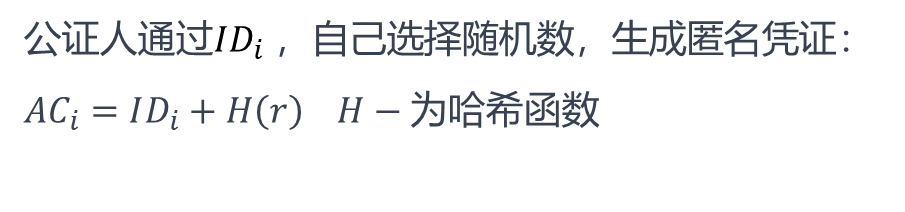 公证人通过𝐼𝐷ᵢ ，自己选择随机数，生成匿名凭证：
𝐴𝐶ᵢ = 𝐼𝐷ᵢ + 𝐻(𝑟) 𝐻 − 为哈希函数